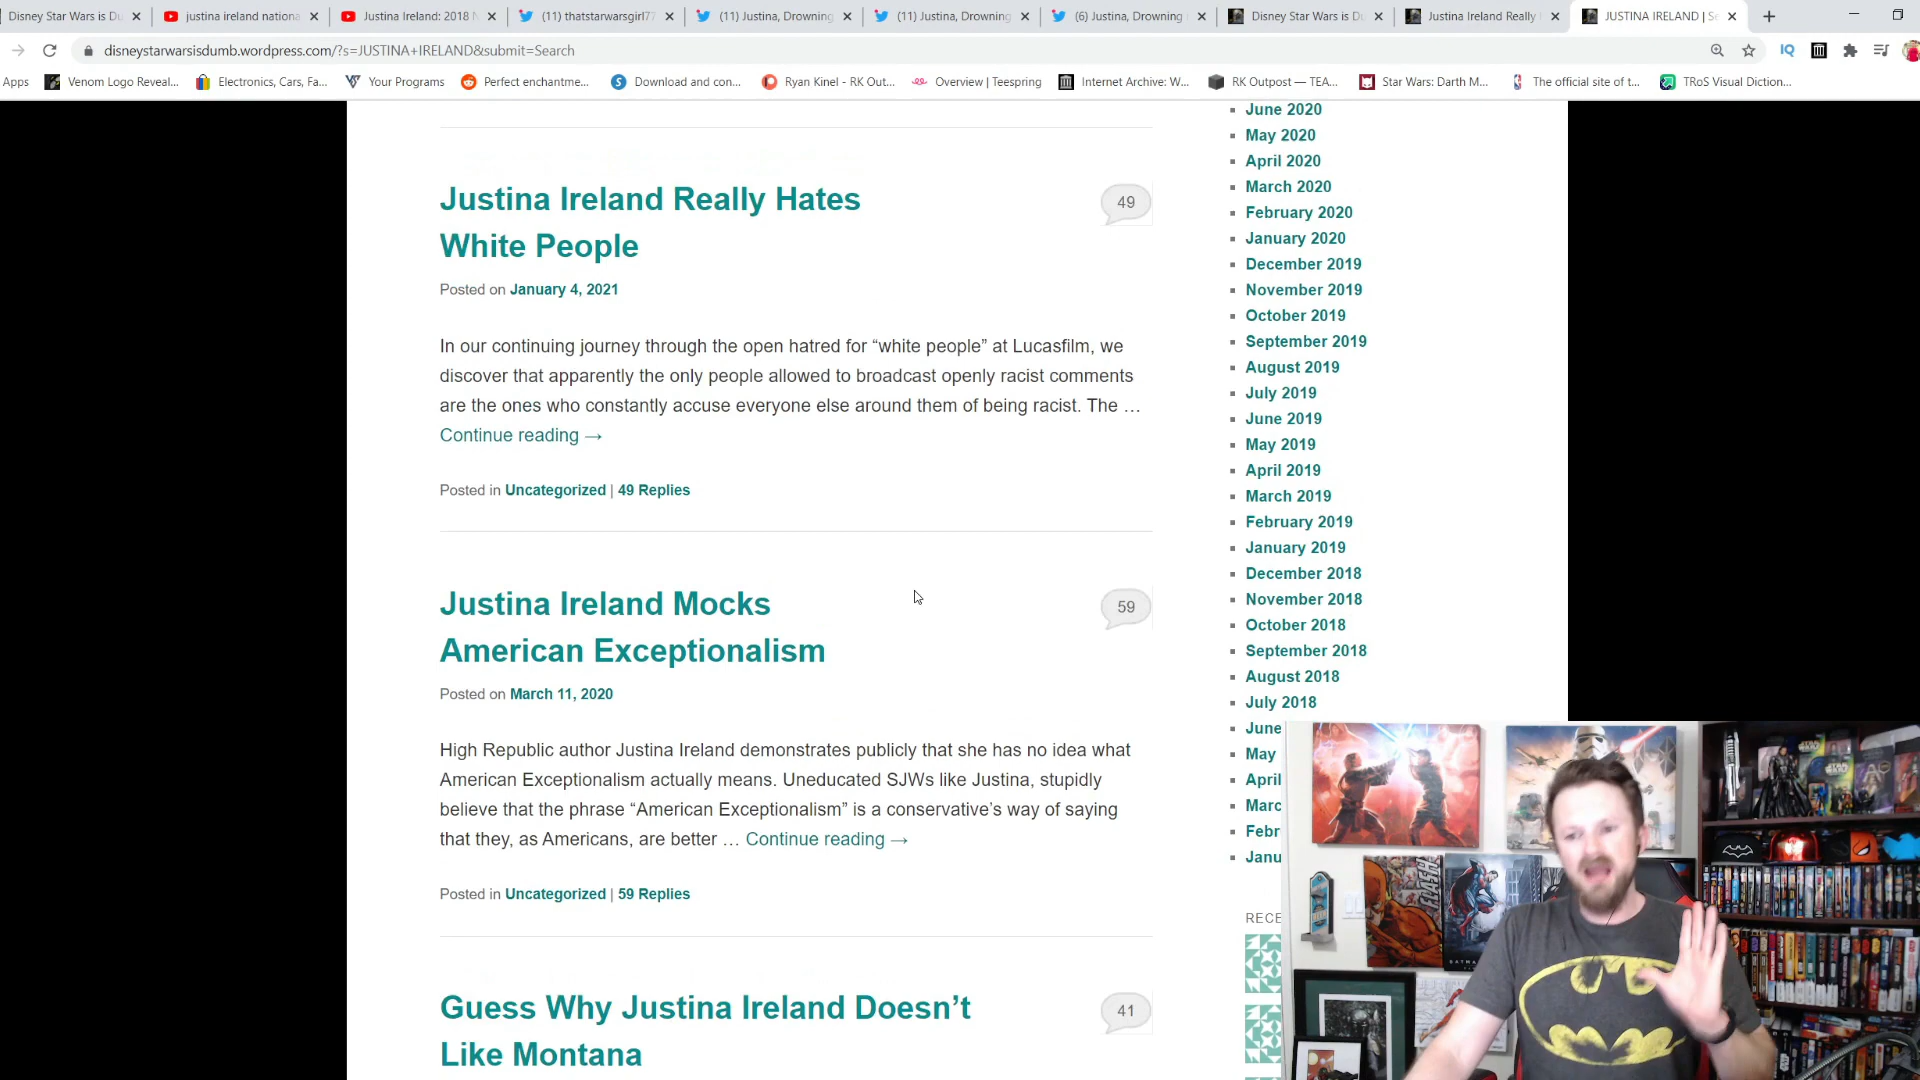 Disney Star Wars is Du
justina ireland nationa
Justina Ireland: 2018 N
(11) thatstarwarsgirl77
(11) Justina, Drowning
(11) Justina, Drowning
(6) Justina, Drowning
Disney Star Wars is Du
Justina Ireland Really
JUSTINA IRELAND | Se
disneystarwarsisdumb.wordpress.com/?s=JUSTINA+IRELAND&submit=Search
IQ
Apps
Venom Logo Reveal...
Electronics, Cars, Fa...
Your Programs
Perfect enchantme...
Download and con...
Ryan Kinel - RK Out...
Overview | Teespring
Internet Archive: W...
RK Outpost — TEA...
Star Wars: Darth M...
The official site of t...
TRoS Visual Diction...
Justina Ireland Really Hates
White People
49
Posted on January 4, 2021
In our continuing journey through the open hatred for “white people” at Lucasfilm, we
discover that apparently the only people allowed to broadcast openly racist comments
are the ones who constantly accuse everyone else around them of being racist. The …
Continue reading →
Posted in Uncategorized | 49 Replies
Justina Ireland Mocks
American Exceptionalism
59
Posted on March 11, 2020
High Republic author Justina Ireland demonstrates publicly that she has no idea what
American Exceptionalism actually means. Uneducated SJWs like Justina, stupidly
believe that the phrase “American Exceptionalism” is a conservative’s way of saying
that they, as Americans, are better … Continue reading →
Posted in Uncategorized | 59 Replies
Guess Why Justina Ireland Doesn’t
Like Montana
41
June 2020
May 2020
April 2020
March 2020
February 2020
January 2020
December 2019
November 2019
October 2019
September 2019
August 2019
July 2019
June 2019
May 2019
April 2019
March 2019
February 2019
January 2019
December 2018
November 2018
October 2018
September 2018
August 2018
July 2018
June
May
April
Marc
Febr
Janu
RECE
FLASH